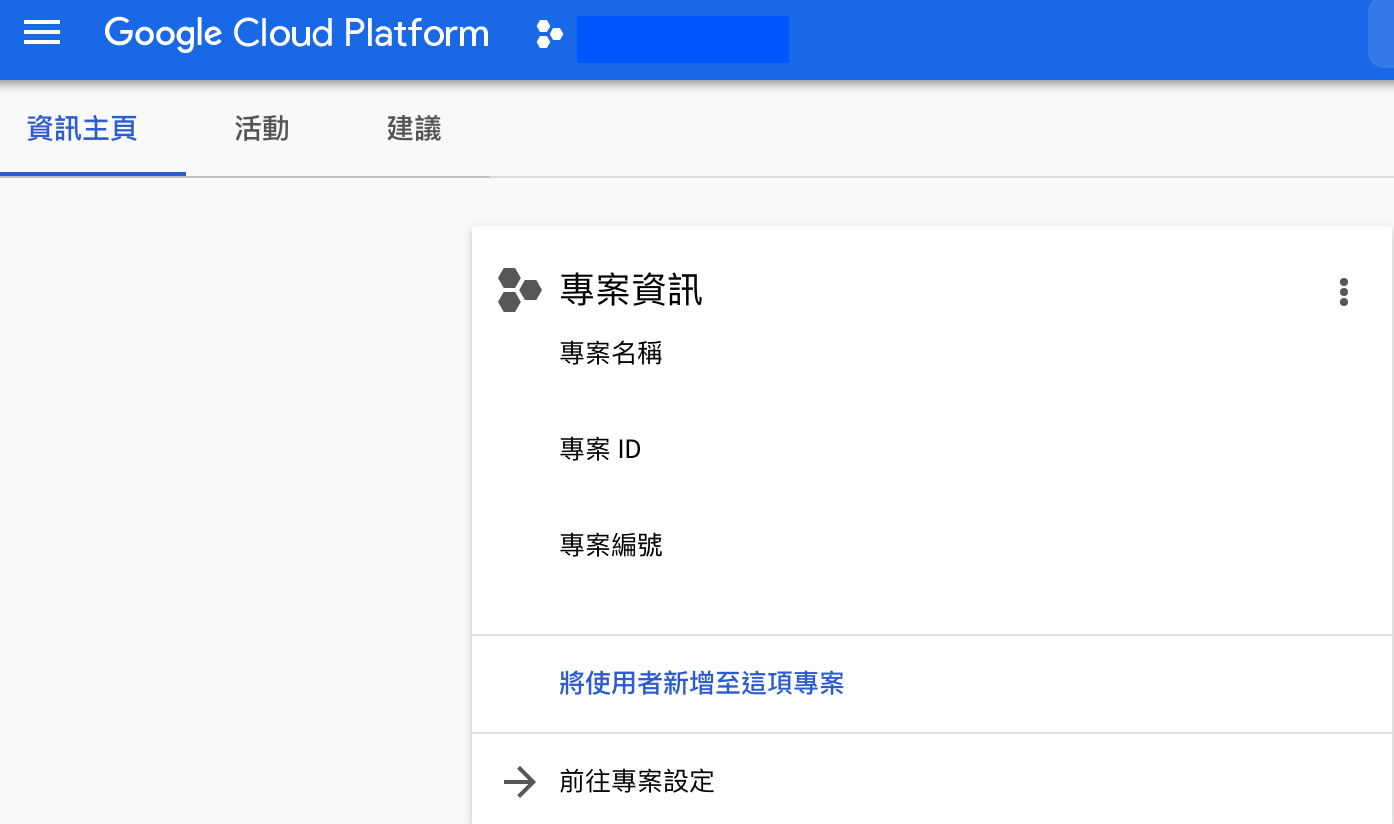 Google Cloud Platform
資訊主頁 活動 建議
專案資訊
專案名稱
專案 ID
專案編號
將使用者新增至這項專案
前往專案設定